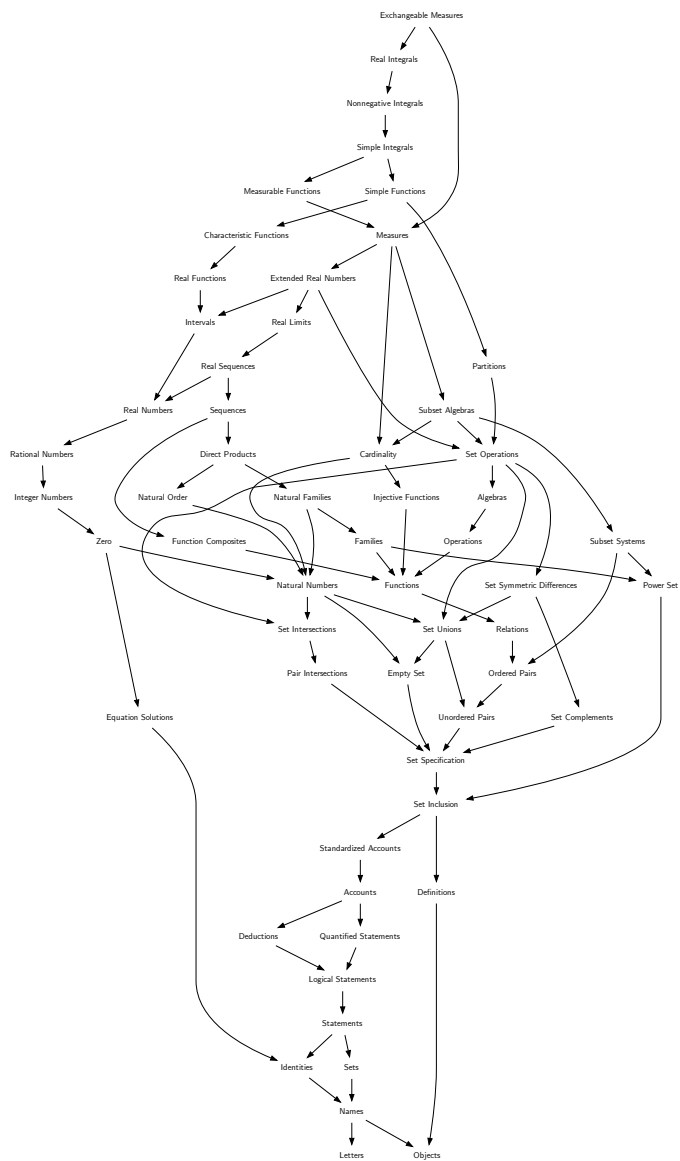 Exchangeable Measures
Real Integrals
Nonnegative Integrals
Simple Integrals
Measurable Functions
Simple Functions
Characteristic Functions
Measures
Real Functions
Extended Real Numbers
Intervals
Real Limits
Real Sequences
Partitions
Real Numbers
Sequences
Subset Algebras
Rational Numbers
Direct Products
Cardinality
Set Operations
Integer Numbers
Natural Order
Natural Families
Injective Functions
Algebras
Zero
Function Composites
Families
Operations
Subset Systems
Natural Numbers
Functions
Set Symmetric Differences
Power Set
Set Intersections
Set Unions
Relations
Pair Intersections
Empty Set
Ordered Pairs
Equation Solutions
Unordered Pairs
Set Complements
Set Specification
Set Inclusion
Standardized Accounts
Accounts
Definitions
Deductions
Quantified Statements
Logical Statements
Statements
Identities
Sets
Names
Letters
Objects